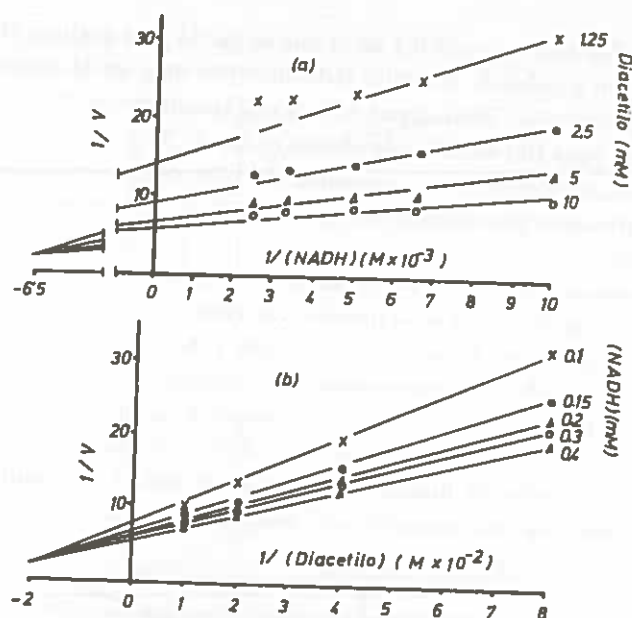 30
20
10
1/V
(a)
1.25
2.5
5
10
Diacetilo (mM)
1/(NADH)(M×10⁻³)
-6'5
0 1 2 3 4 5 6 7 8 9 10
30
20
10
1/V
(b)
0.1
0.15
0.2
0.3
0.4
(NADH)(mM)
1/(Diacetilo) (M×10⁻²)
-2 0 1 2 3 4 5 6 7 8